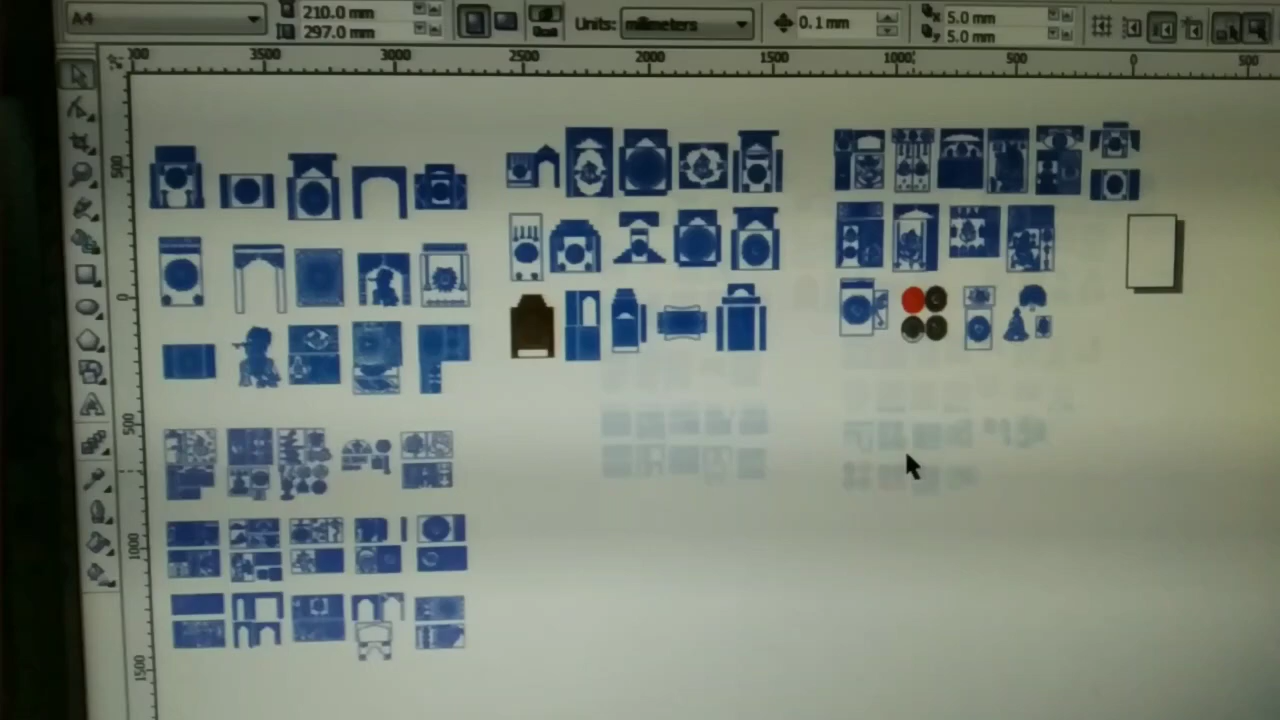 A4
210.0 mm
297.0 mm
Units: millimeters
0.1 mm
x 5.0 mm
y 5.0 mm
3500 3000 2500 2000 1500 1000 500 0 500
500
0
500
1000
1500